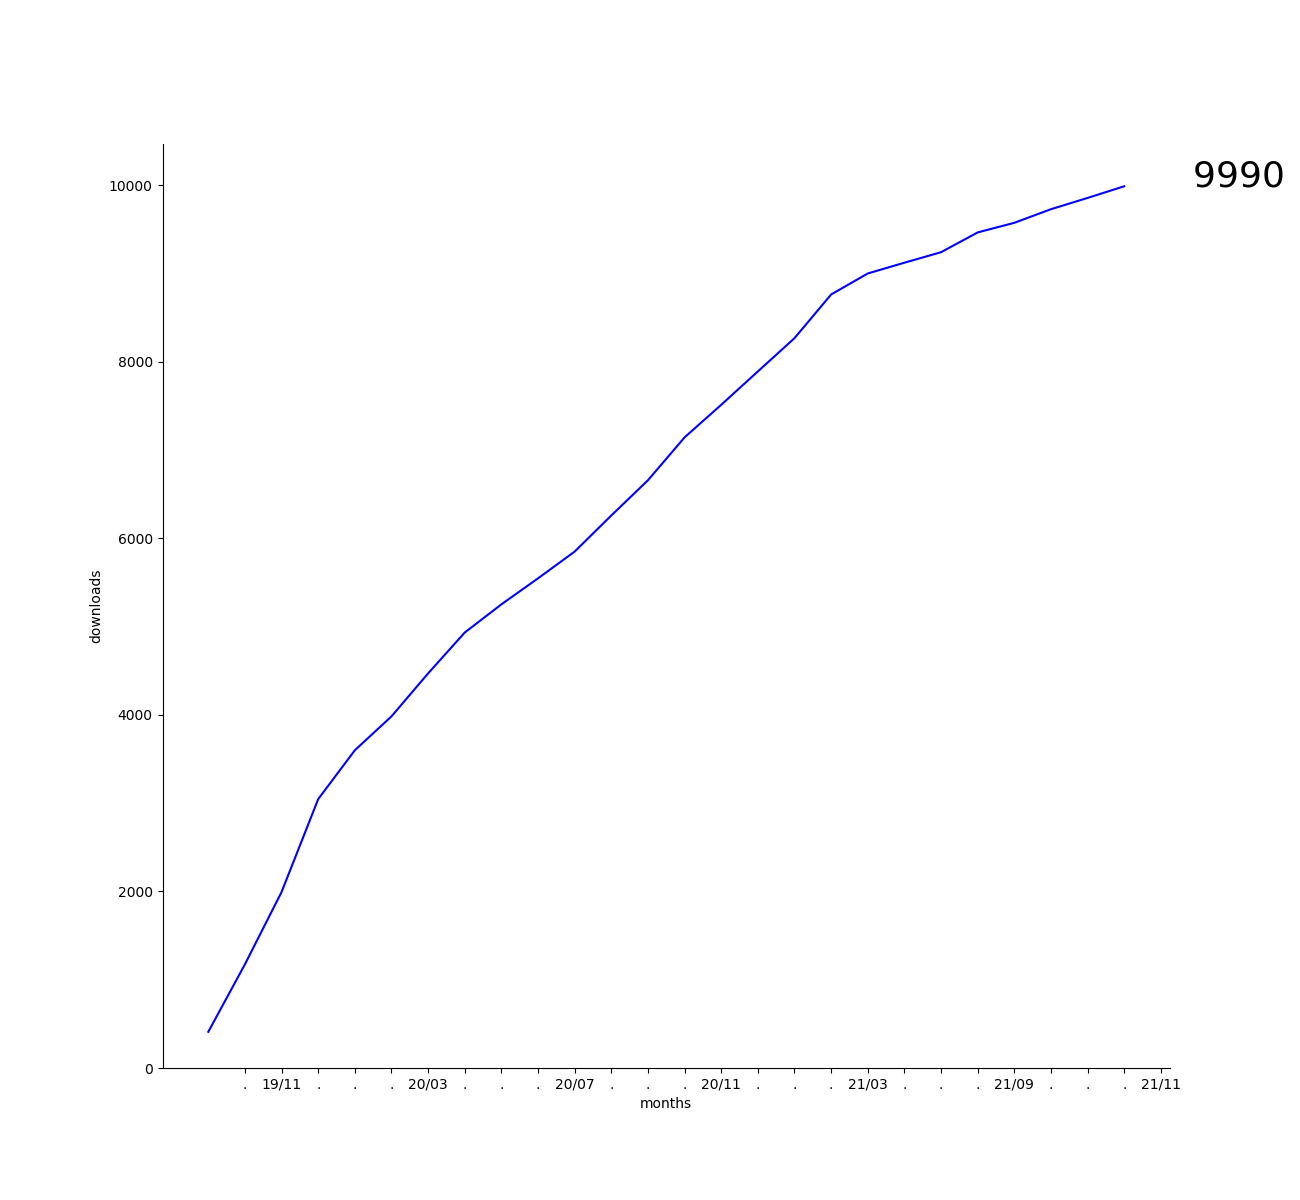 9990
10000
8000
6000
4000
2000
0
downloads
. 19/11 . . . 20/03 . . . 20/07 . . . 20/11 . . . 21/03 . . . 21/09 . . . 21/11
months